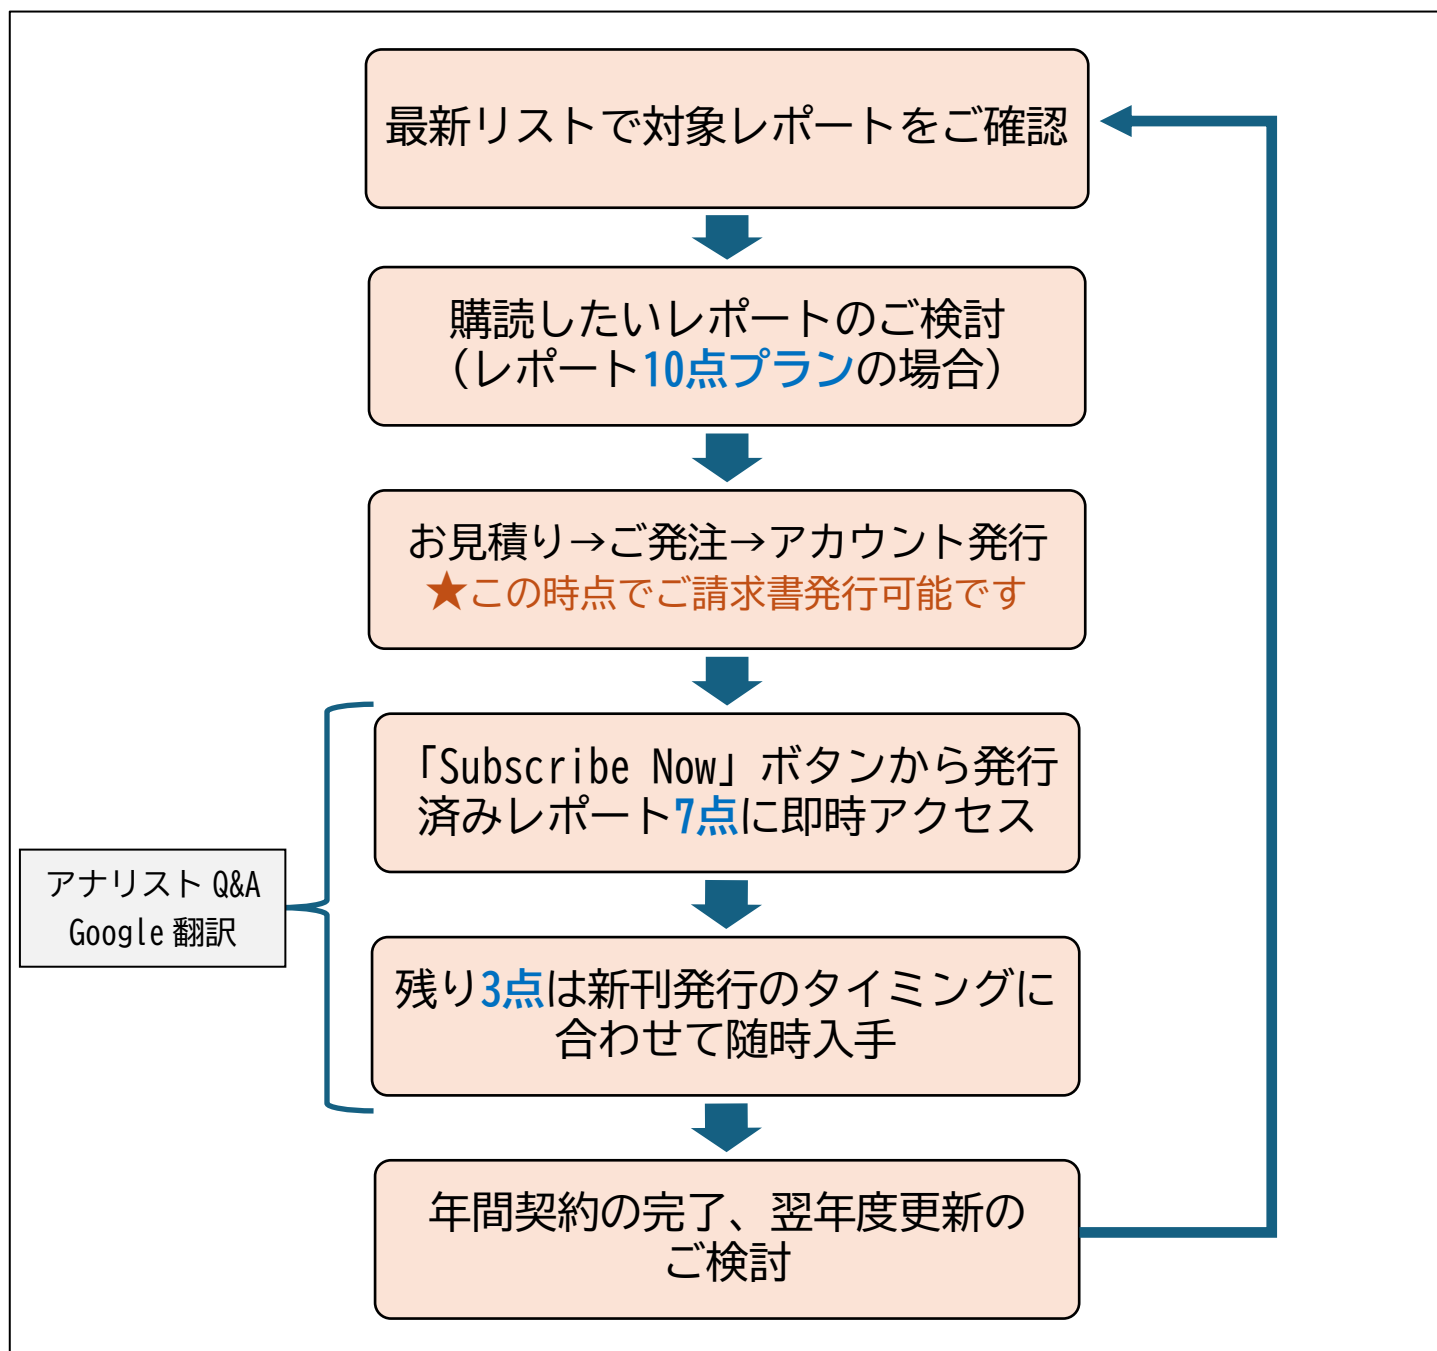 最新リストで対象レポートをご確認
購読したいレポートのご検討
（レポート10点プランの場合）
お見積り→ご発注→アカウント発行
★この時点でご請求書発行可能です
「Subscribe Now」ボタンから発行
済みレポート7点に即時アクセス
アナリスト Q&A
Google 翻訳
残り3点は新刊発行のタイミングに
合わせて随時入手
年間契約の完了、翌年度更新の
ご検討